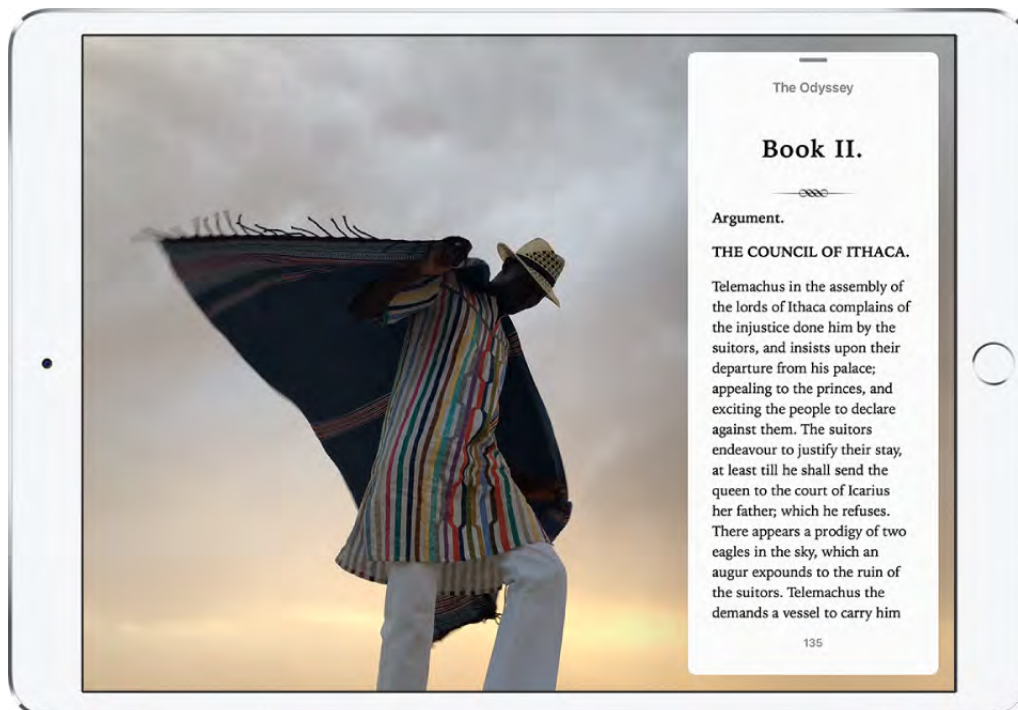 The Odyssey
Book II.
Argument.
THE COUNCIL OF ITHACA.
Telemachus in the assembly of
the lords of Ithaca complains of
the injustice done him by the
suitors, and insists upon their
departure from his palace;
appealing to the princes, and
exciting the people to declare
against them. The suitors
endeavour to justify their stay,
at least till he shall send the
queen to the court of Icarius
her father; which he refuses.
There appears a prodigy of two
eagles in the sky, which an
augur expounds to the ruin of
the suitors. Telemachus the
demands a vessel to carry him
135